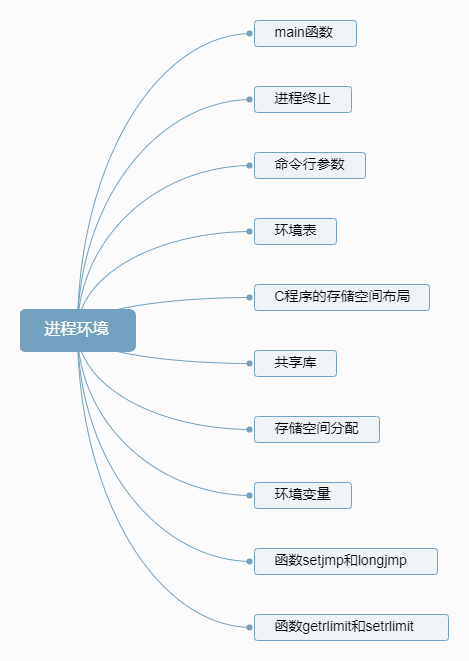 main函数
进程终止
命令行参数
环境表
C程序的存储空间布局
进程环境
共享库
存储空间分配
环境变量
函数setjmp和longjmp
函数getrlimit和setrlimit